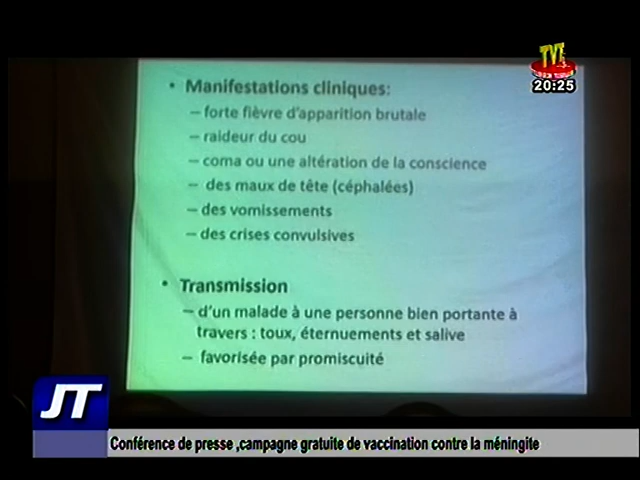 TVT
20:25
• Manifestations cliniques:
– forte fièvre d'apparition brutale
– raideur du cou
– coma ou une altération de la conscience
– des maux de tête (céphalées)
– des vomissements
– des crises convulsives
• Transmission
– d'un malade à une personne bien portante à
travers : toux, éternuements et salive
– favorisée par promiscuité
JT
Conférence de presse ,campagne gratuite de vaccination contre la méningite